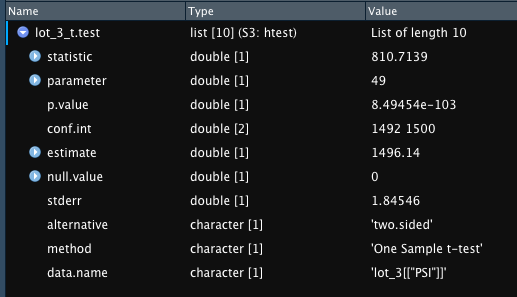 Name Type Value
lot_3_t.test list [10] (S3: htest) List of length 10
statistic double [1] 810.7139
parameter double [1] 49
p.value double [1] 8.49454e-103
conf.int double [2] 1492 1500
estimate double [1] 1496.14
null.value double [1] 0
stderr double [1] 1.84546
alternative character [1] 'two.sided'
method character [1] 'One Sample t-test'
data.name character [1] 'lot_3[["PSI"]]'